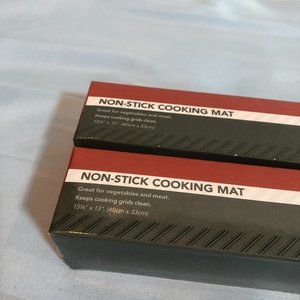 NON-STICK COOKING MAT
Great for vegetables and meat.
Keeps cooking grids clean.
15¾" x 13" (40cm x 33cm)
NON-STICK COOKING MAT
Great for vegetables and meat.
Keeps cooking grids clean.
15¾" x 13" (40cm x 33cm)